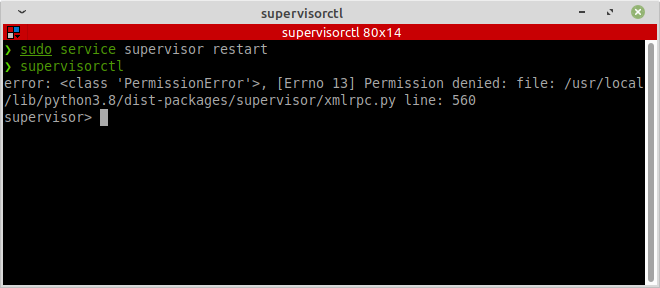 supervisorctl
supervisorctl 80x14
❯ sudo service supervisor restart
❯ supervisorctl
error: <class 'PermissionError'>, [Errno 13] Permission denied: file: /usr/local
/lib/python3.8/dist-packages/supervisor/xmlrpc.py line: 560
supervisor>